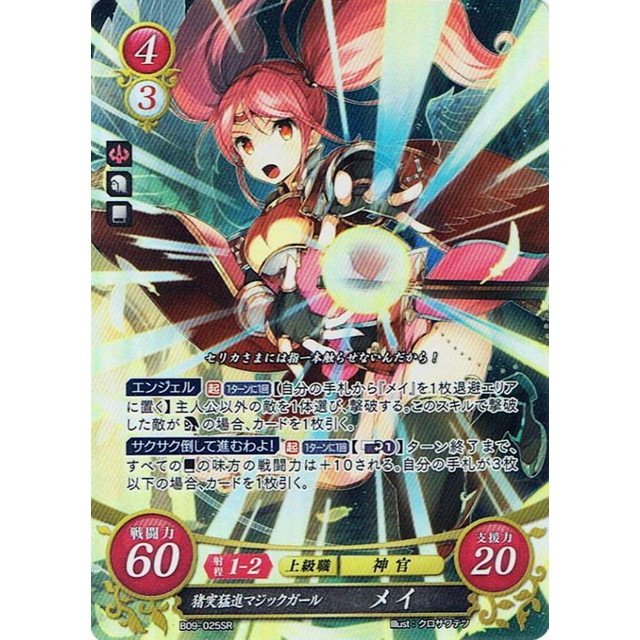 4
3
セリカさまには指一本触らせないんだから！
エンジェル 起 1ターンに1回 【自分の手札から『メイ』を1枚退避エリア
に置く】主人公以外の敵を1体選び、撃破する。このスキルで撃破
した敵が の場合、カードを1枚引く。
サクサク倒して進むわよ！ 起 1ターンに1回 【 1】ターン終了まで、
すべての の味方の戦闘力は＋10される。自分の手札が3枚
以下の場合、カードを1枚引く。
戦闘力
60
射程 1-2 上級職 神官
支援力
20
猪突猛進マジックガール メイ
B09-025SR Illust：クロサワテツ